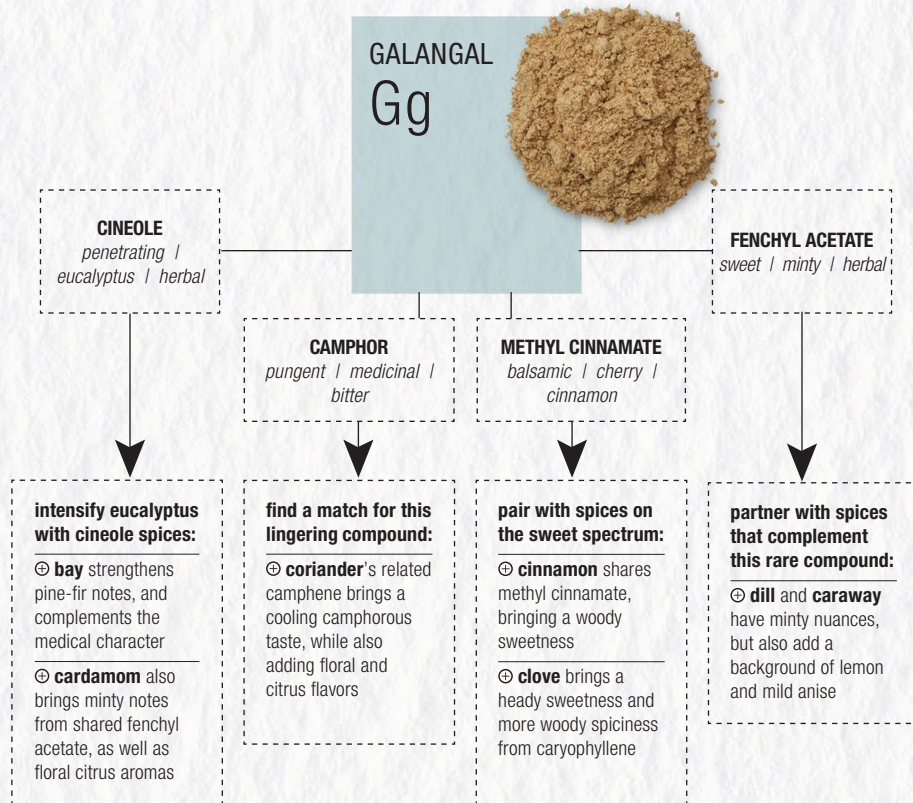 GALANGAL
Gg
CINEOLE
penetrating |
eucalyptus | herbal
FENCHYL ACETATE
sweet | minty | herbal
CAMPHOR
pungent | medicinal |
bitter
METHYL CINNAMATE
balsamic | cherry |
cinnamon
intensify eucalyptus
with cineole spices:
⊕ bay strengthens
pine-fir notes, and
complements the
medical character
⊕ cardamom also
brings minty notes
from shared fenchyl
acetate, as well as
floral citrus aromas
find a match for this
lingering compound:
⊕ coriander's related
camphene brings a
cooling camphorous
taste, while also
adding floral and
citrus flavors
pair with spices on
the sweet spectrum:
⊕ cinnamon shares
methyl cinnamate,
bringing a woody
sweetness
⊕ clove brings a
heady sweetness and
more woody spiciness
from caryophyllene
partner with spices
that complement
this rare compound:
⊕ dill and caraway
have minty nuances,
but also add a
background of lemon
and mild anise